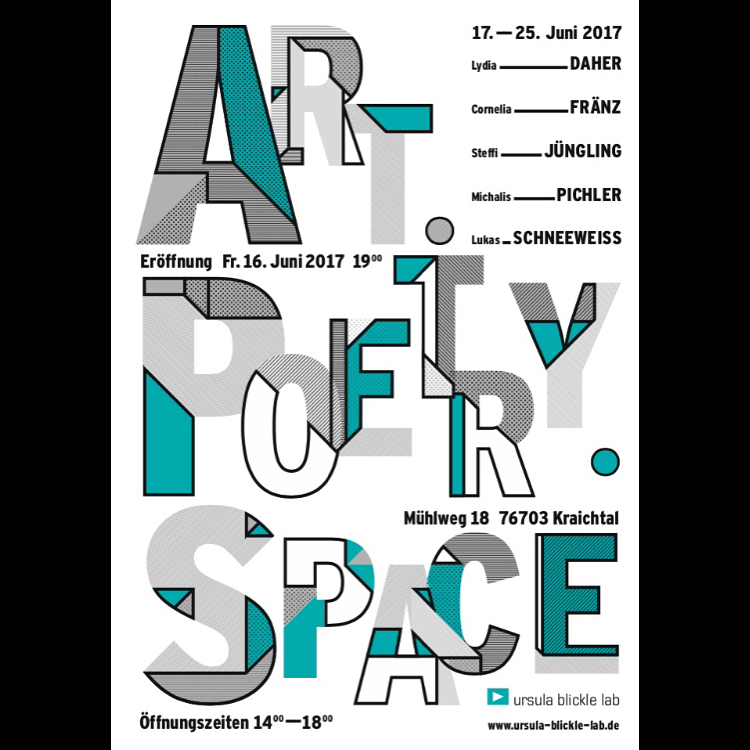 ART.
17. — 25. Juni 2017
Lydia DAHER
Cornelia FRÄNZ
Steffi JÜNGLING
Michalis PICHLER
Lukas SCHNEEWEISS
Eröffnung Fr. 16. Juni 2017 19⁰⁰
POETRY.
Mühlweg 18 76703 Kraichtal
SPACE
ursula blickle lab
Öffnungszeiten 14⁰⁰—18⁰⁰
www.ursula-blickle-lab.de